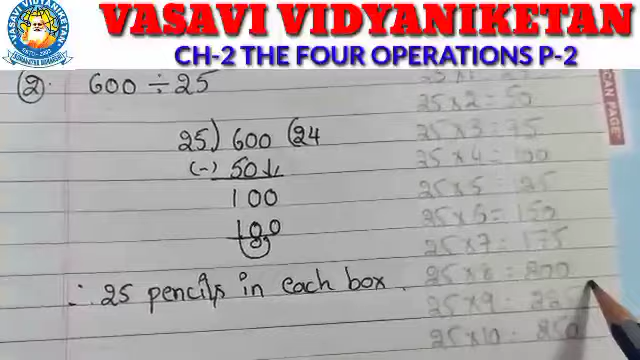 VASAVI VIDYANIKETAN
CH-2 THE FOUR OPERATIONS P-2
② 600 ÷ 25
25) 600 (24
(-) 50↓
100
100
0
∴ 25 pencils in each box.
25 x 2 = 50
25 x 3 = 75
25 x 4 = 100
25 x 5 = 25
25 x 6 = 150
25 x 7 = 175
25 x 8 = 200
25 x 9 = 225
25 x 10 = 250